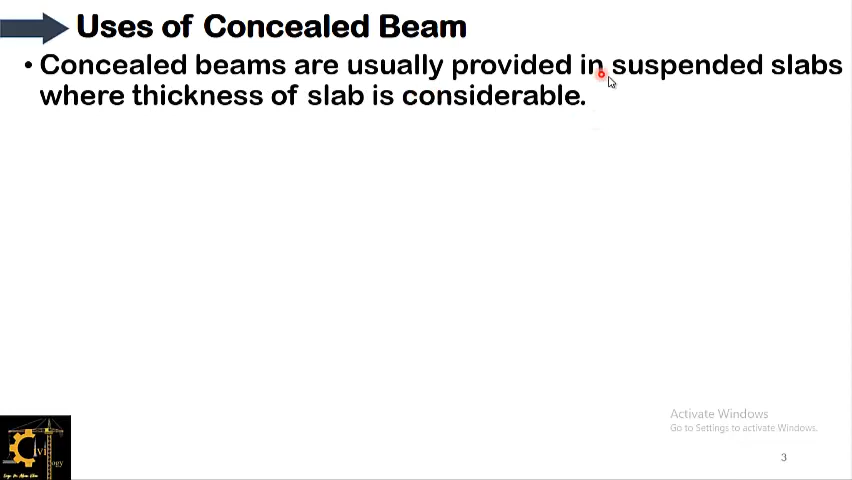 Uses of Concealed Beam
• Concealed beams are usually provided in suspended slabs
where thickness of slab is considerable.
Activate Windows
Go to Settings to activate Windows.
3